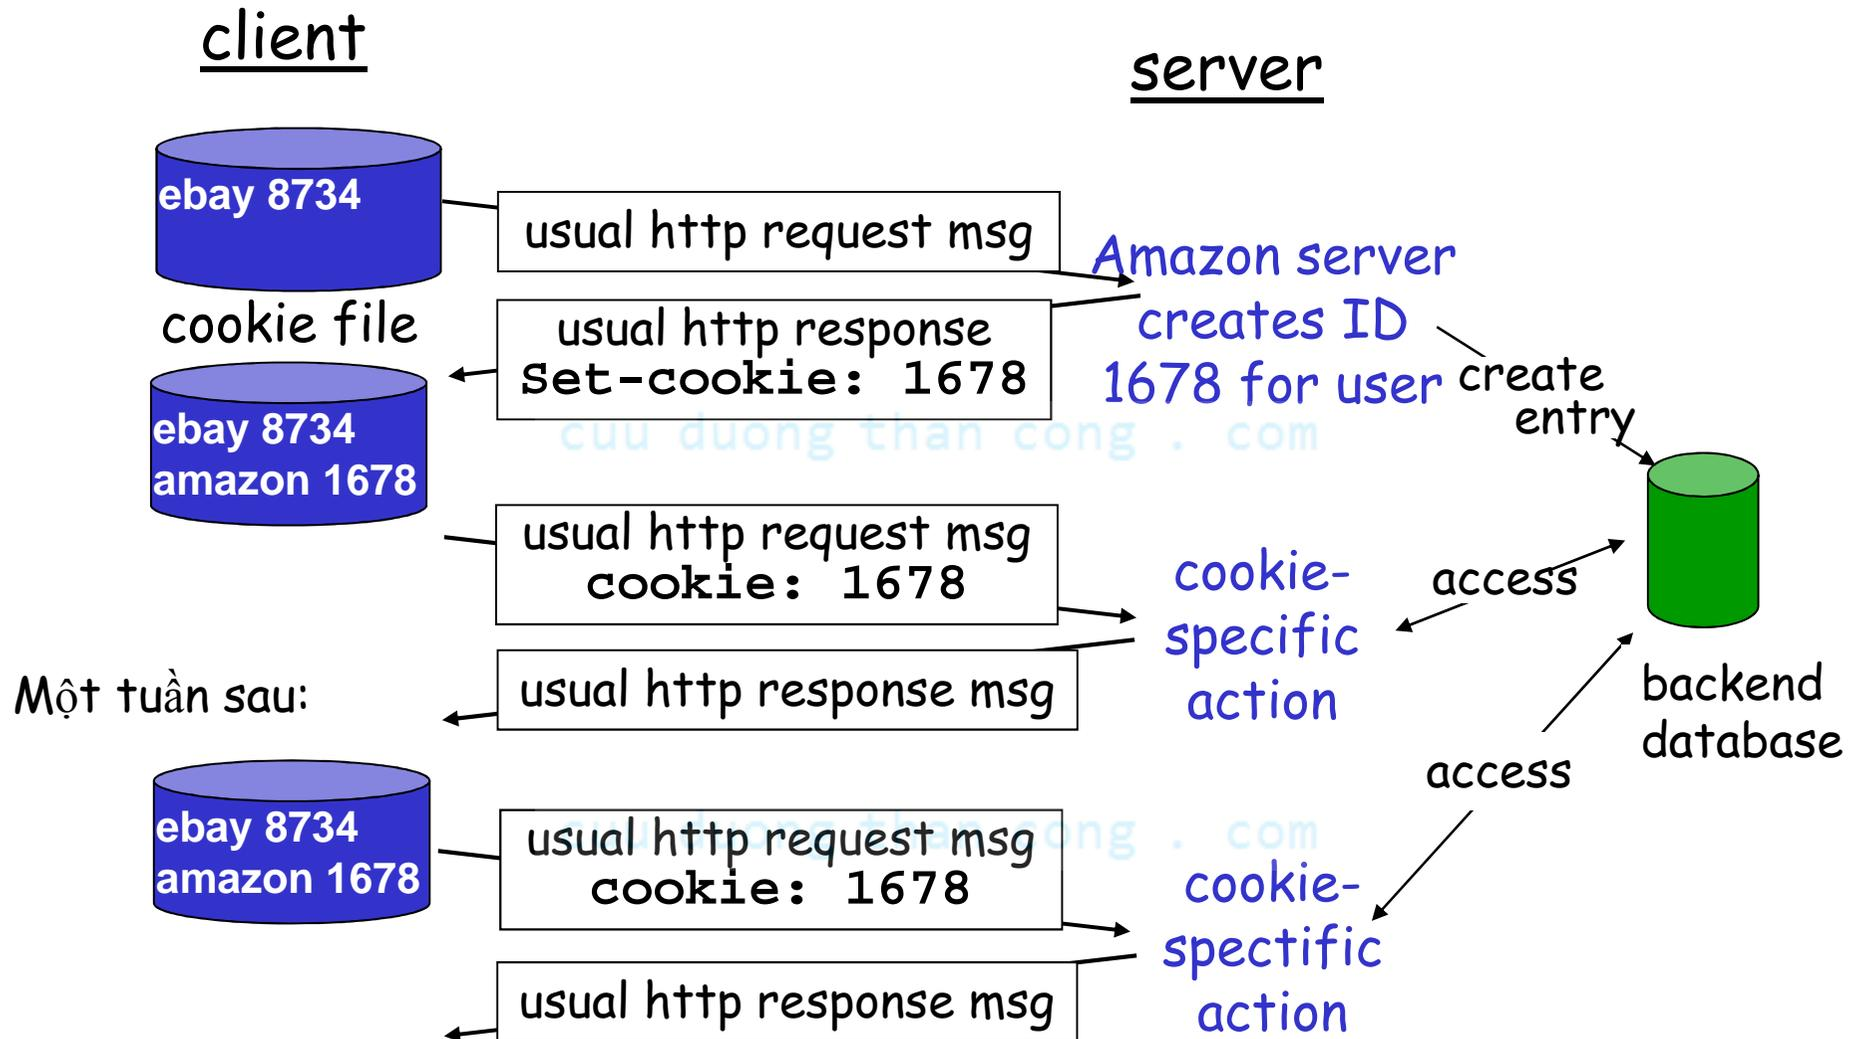 client
server
ebay 8734
usual http request msg
Amazon server
creates ID
1678 for user
cookie file
usual http response
Set-cookie: 1678
create
entry
cuu duong than cong . com
ebay 8734
amazon 1678
usual http request msg
cookie: 1678
cookie-
specific
action
access
Một tuần sau:
usual http response msg
backend
database
access
ebay 8734
amazon 1678
cuu duong than cong . com
usual http request msg
cookie: 1678
cookie-
spectific
action
usual http response msg